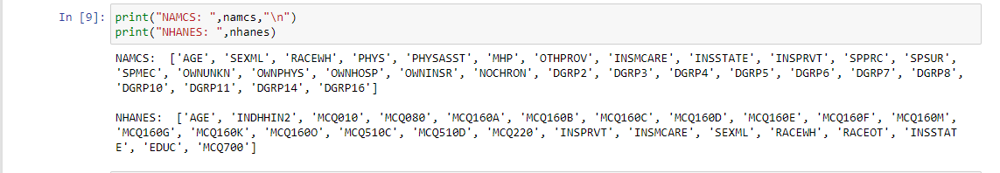 In [9]: print("NAMCS: ",namcs,"\n")
print("NHANES: ",nhanes)
NAMCS:  ['AGE', 'SEXML', 'RACEWH', 'PHYS', 'PHYSASST', 'MHP', 'OTHPROV', 'INSMCARE', 'INSSTATE', 'INSPRVT', 'SPPRC', 'SPSUR',
'SPMEC', 'OWNUNKN', 'OWNPHYS', 'OWNHOSP', 'OWNINSR', 'NOCHRON', 'DGRP2', 'DGRP3', 'DGRP4', 'DGRP5', 'DGRP6', 'DGRP7', 'DGRP8',
'DGRP10', 'DGRP11', 'DGRP14', 'DGRP16']
NHANES:  ['AGE', 'INDHHIN2', 'MCQ010', 'MCQ080', 'MCQ160A', 'MCQ160B', 'MCQ160C', 'MCQ160D', 'MCQ160E', 'MCQ160F', 'MCQ160M',
'MCQ160G', 'MCQ160K', 'MCQ160O', 'MCQ510C', 'MCQ510D', 'MCQ220', 'INSPRVT', 'INSMCARE', 'SEXML', 'RACEWH', 'RACEOT', 'INSSTAT
E', 'EDUC', 'MCQ700']